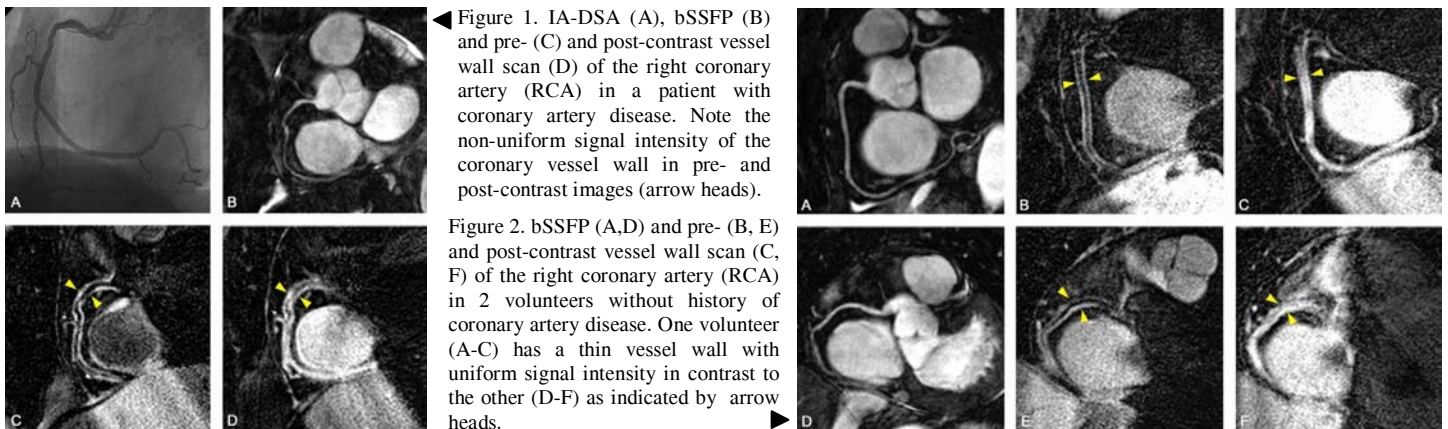 Figure 1. IA-DSA (A), bSSFP (B)
and pre- (C) and post-contrast vessel
wall scan (D) of the right coronary
artery (RCA) in a patient with
coronary artery disease. Note the
non-uniform signal intensity of the
coronary vessel wall in pre- and
post-contrast images (arrow heads).
Figure 2. bSSFP (A,D) and pre- (B, E)
and post-contrast vessel wall scan (C,
F) of the right coronary artery (RCA)
in 2 volunteers without history of
coronary artery disease. One volunteer
(A-C) has a thin vessel wall with
uniform signal intensity in contrast to
the other (D-F) as indicated by arrow
heads.
A
B
C
D
A
B
C
D
E
F